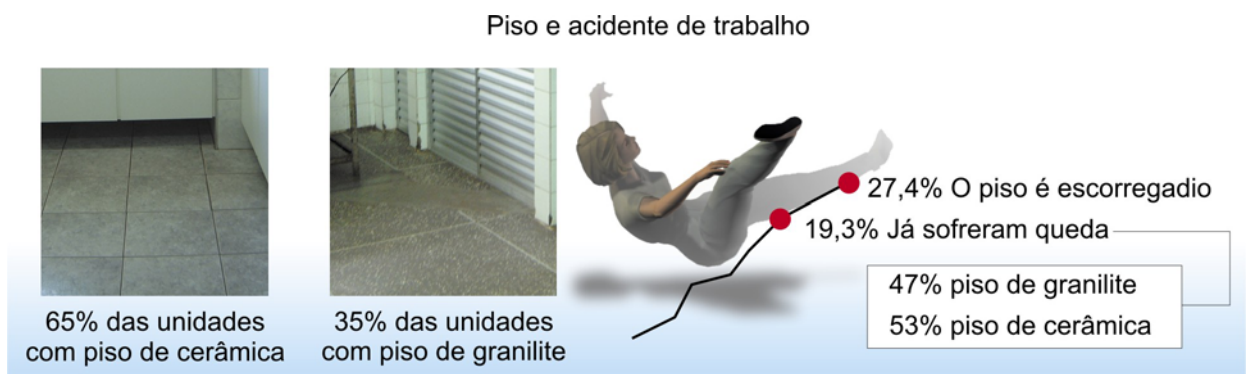 Piso e acidente de trabalho
65% das unidades
com piso de cerâmica
35% das unidades
com piso de granilite
27,4% O piso é escorregadio
19,3% Já sofreram queda
47% piso de granilite
53% piso de cerâmica